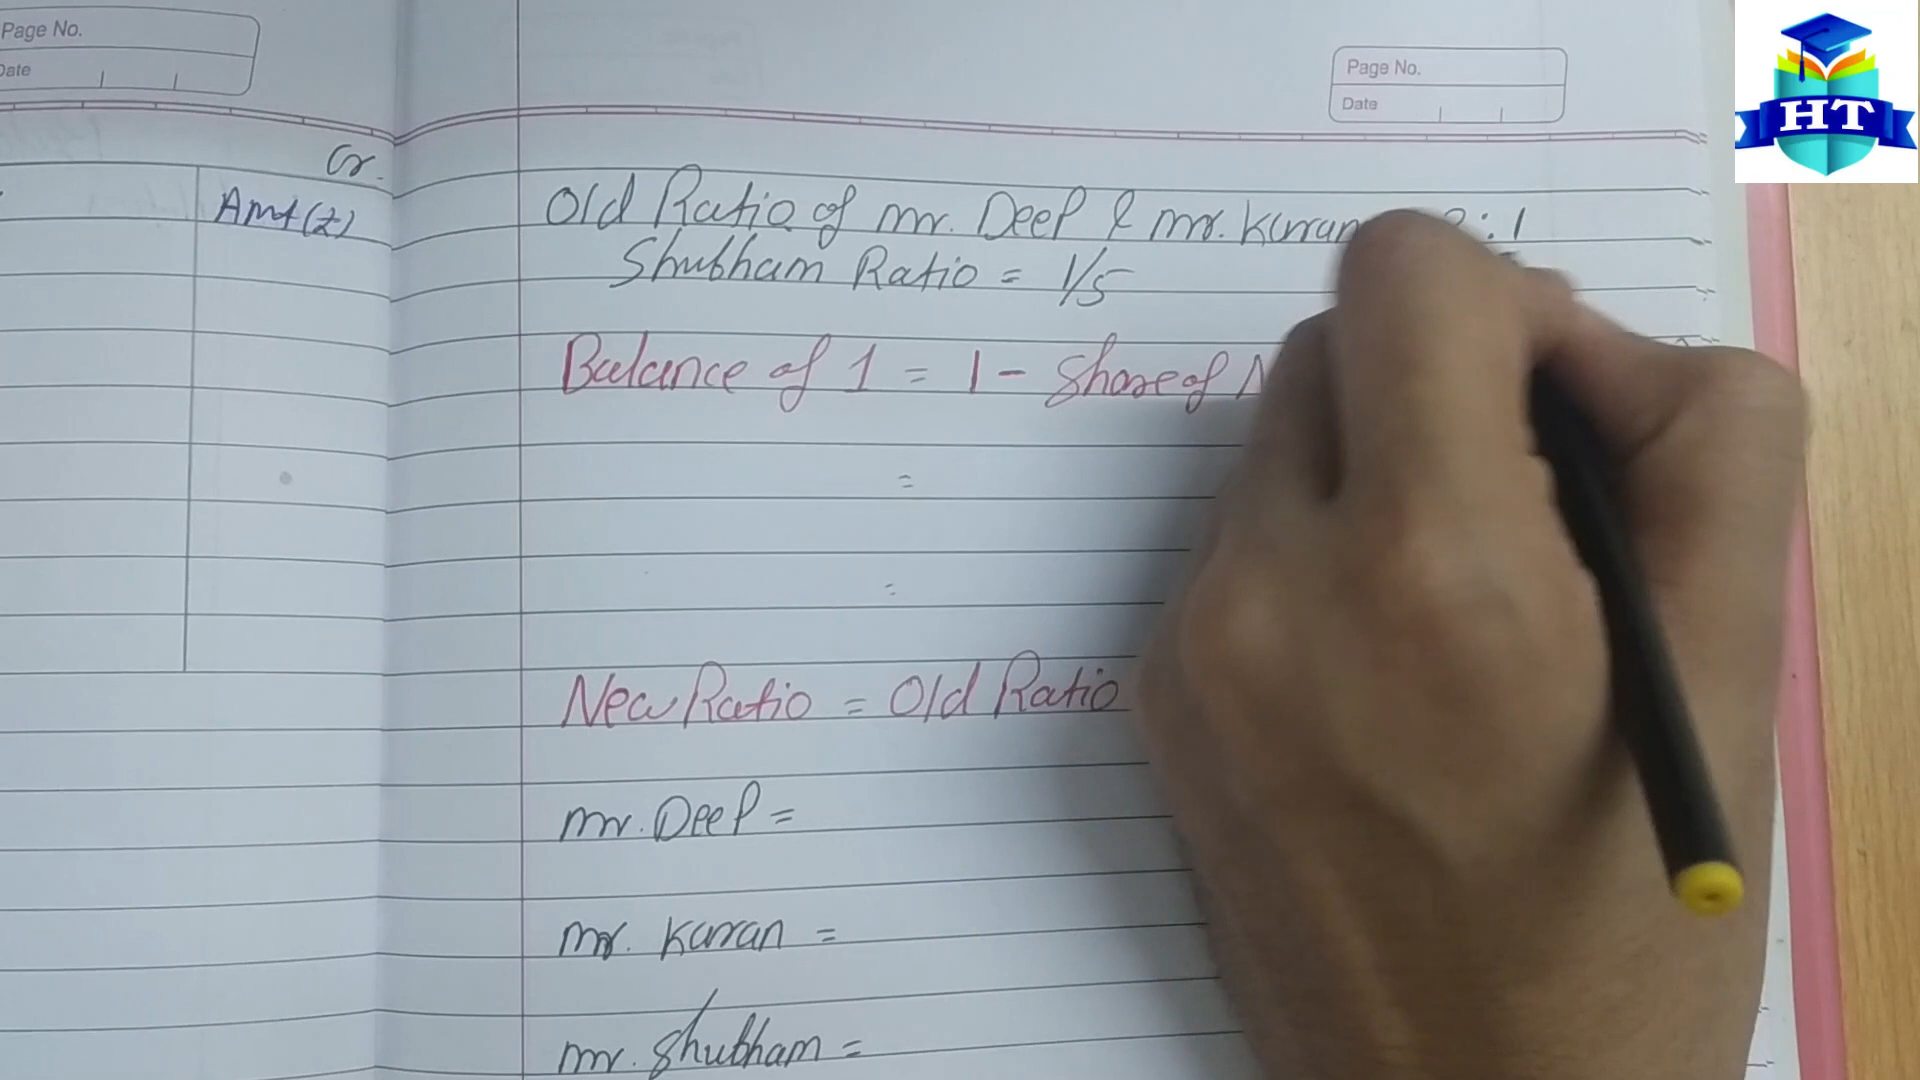 Page No.
Date
Cr.
Amt (₹)
Page No.
Date
HT
Old Ratio of mr. Deep & mr. Karan : 1
Shubham Ratio = 1/5
Balance of 1 = 1 - Share of
=
=
New Ratio = Old Ratio
mr. Deep =
mr. Karan =
mr. Shubham =